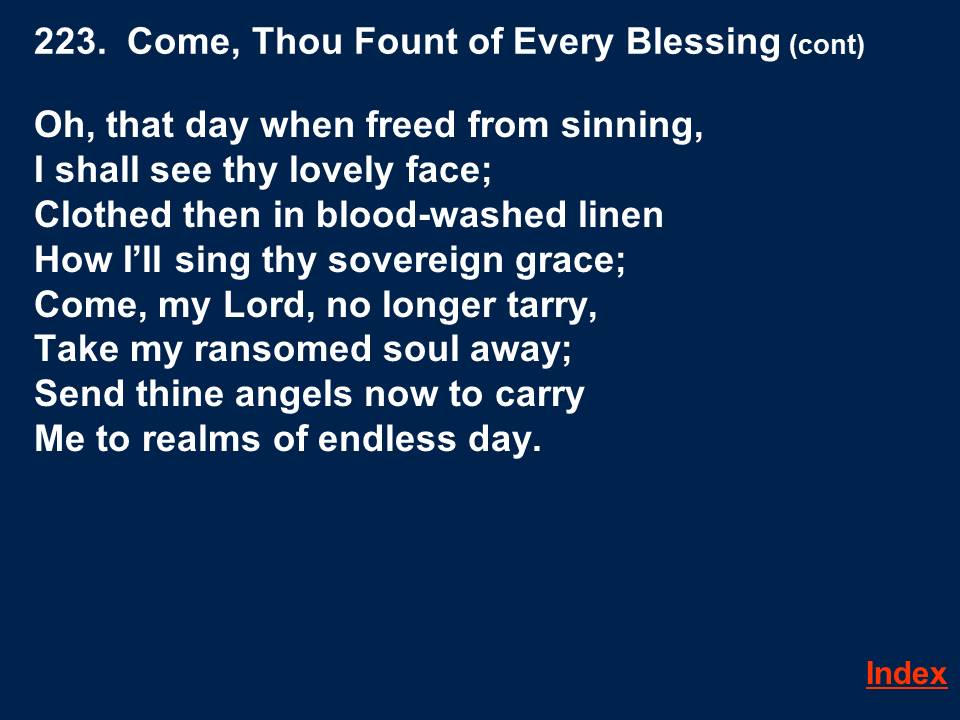 223.  Come, Thou Fount of Every Blessing (cont)
Oh, that day when freed from sinning,
I shall see thy lovely face;
Clothed then in blood-washed linen
How I’ll sing thy sovereign grace;
Come, my Lord, no longer tarry,
Take my ransomed soul away;
Send thine angels now to carry
Me to realms of endless day.
Index